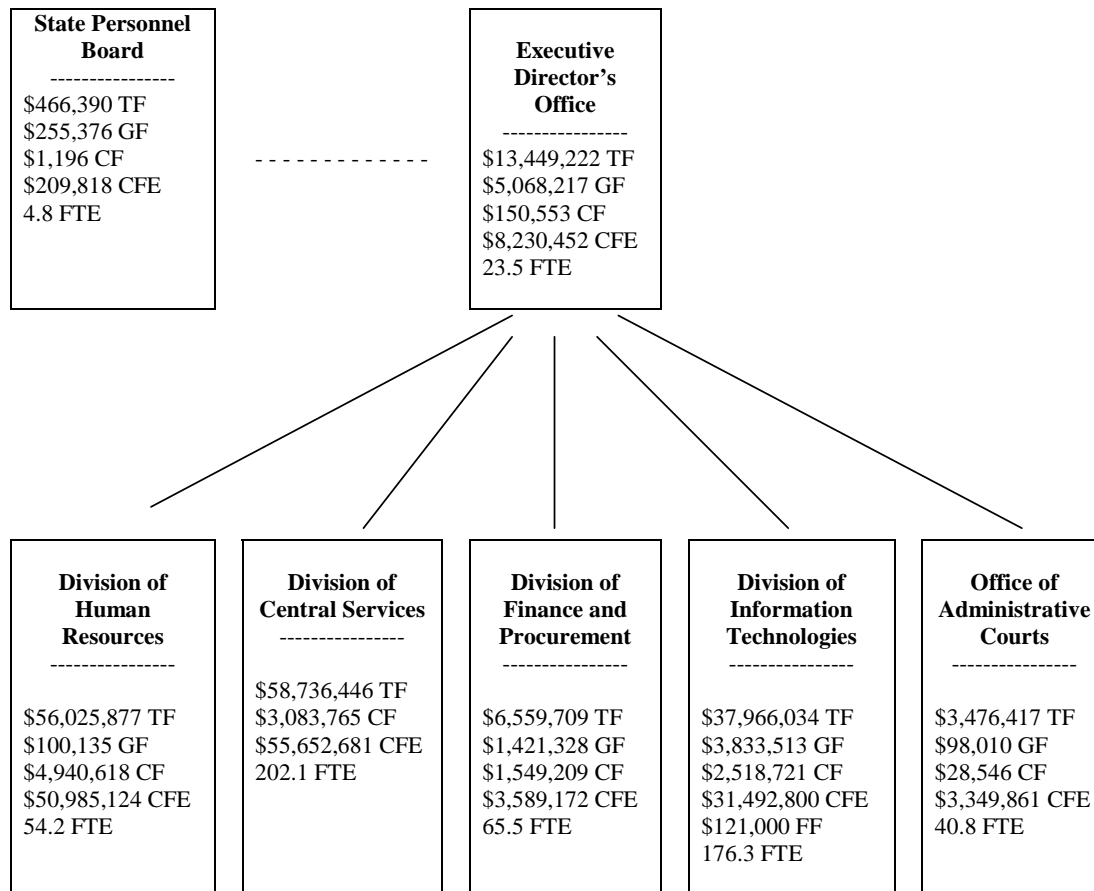 State Personnel
Board
----------------
$466,390 TF
$255,376 GF
$1,196 CF
$209,818 CFE
4.8 FTE
Executive
Director’s
Office
----------------
$13,449,222 TF
$5,068,217 GF
$150,553 CF
$8,230,452 CFE
23.5 FTE
Division of
Human
Resources
----------------
$56,025,877 TF
$100,135 GF
$4,940,618 CF
$50,985,124 CFE
54.2 FTE
Division of
Central Services
----------------
$58,736,446 TF
$3,083,765 CF
$55,652,681 CFE
202.1 FTE
Division of
Finance and
Procurement
----------------
$6,559,709 TF
$1,421,328 GF
$1,549,209 CF
$3,589,172 CFE
65.5 FTE
Division of
Information
Technologies
----------------
$37,966,034 TF
$3,833,513 GF
$2,518,721 CF
$31,492,800 CFE
$121,000 FF
176.3 FTE
Office of
Administrative
Courts
----------------
$3,476,417 TF
$98,010 GF
$28,546 CF
$3,349,861 CFE
40.8 FTE